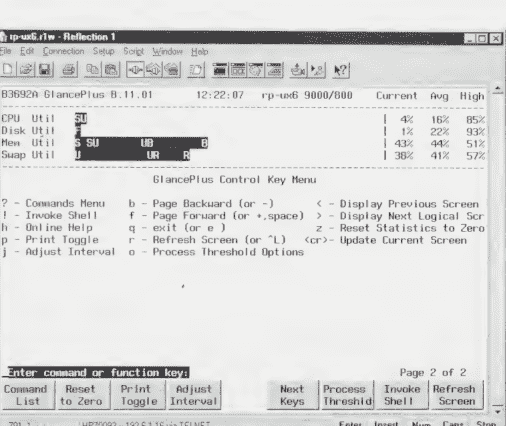 rp-ux6.r1w - Reflection 1
File Edit Connection Setup Script Window Help
B3692A GlancePlus B.11.01 12:22:07 rp-ux6 9000/800 Current Avg High
CPU Util SU | 4% 16% 85%
Disk Util | 1% 22% 93%
Mem Util S SU UB B | 43% 44% 51%
Swap Util U UR R | 38% 41% 57%
GlancePlus Control Key Menu
? - Commands Menu b - Page Backward (or -) < - Display Previous Screen
! - Invoke Shell f - Page Forward (or +,space) > - Display Next Logical Scr
h - Online Help q - exit (or e ) z - Reset Statistics to Zero
p - Print Toggle r - Refresh Screen (or ^L) <cr>- Update Current Screen
j - Adjust Interval o - Process Threshold Options
Enter command or function key:
Page 2 of 2
Command Reset Print Adjust Next Process Invoke Refresh
List to Zero Toggle Interval Keys Threshld Shell Screen
Enter Insert Num Caps Stop